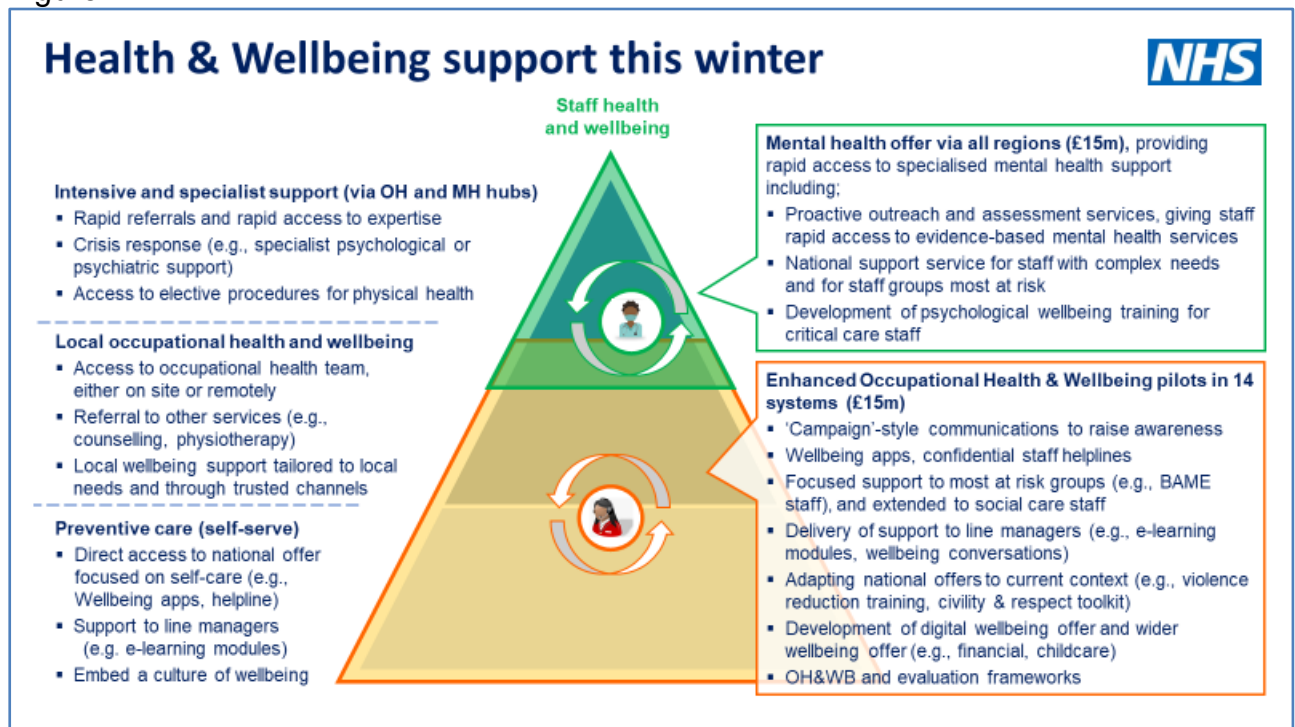 Health & Wellbeing support this winter
NHS
Staff health
and wellbeing
Intensive and specialist support (via OH and MH hubs)
▪ Rapid referrals and rapid access to expertise
▪ Crisis response (e.g., specialist psychological or
psychiatric support)
▪ Access to elective procedures for physical health
Local occupational health and wellbeing
▪ Access to occupational health team,
either on site or remotely
▪ Referral to other services (e.g.,
counselling, physiotherapy)
▪ Local wellbeing support tailored to local
needs and through trusted channels
Preventive care (self-serve)
▪ Direct access to national offer
focused on self-care (e.g.,
Wellbeing apps, helpline)
▪ Support to line managers
(e.g. e-learning modules)
▪ Embed a culture of wellbeing
Mental health offer via all regions (£15m), providing
rapid access to specialised mental health support
including;
▪ Proactive outreach and assessment services, giving staff
rapid access to evidence-based mental health services
▪ National support service for staff with complex needs
and for staff groups most at risk
▪ Development of psychological wellbeing training for
critical care staff
Enhanced Occupational Health & Wellbeing pilots in 14
systems (£15m)
▪ ‘Campaign’-style communications to raise awareness
▪ Wellbeing apps, confidential staff helplines
▪ Focused support to most at risk groups (e.g., BAME
staff), and extended to social care staff
▪ Delivery of support to line managers (e.g., e-learning
modules, wellbeing conversations)
▪ Adapting national offers to current context (e.g., violence
reduction training, civility & respect toolkit)
▪ Development of digital wellbeing offer and wider
wellbeing offer (e.g., financial, childcare)
▪ OH&WB and evaluation frameworks